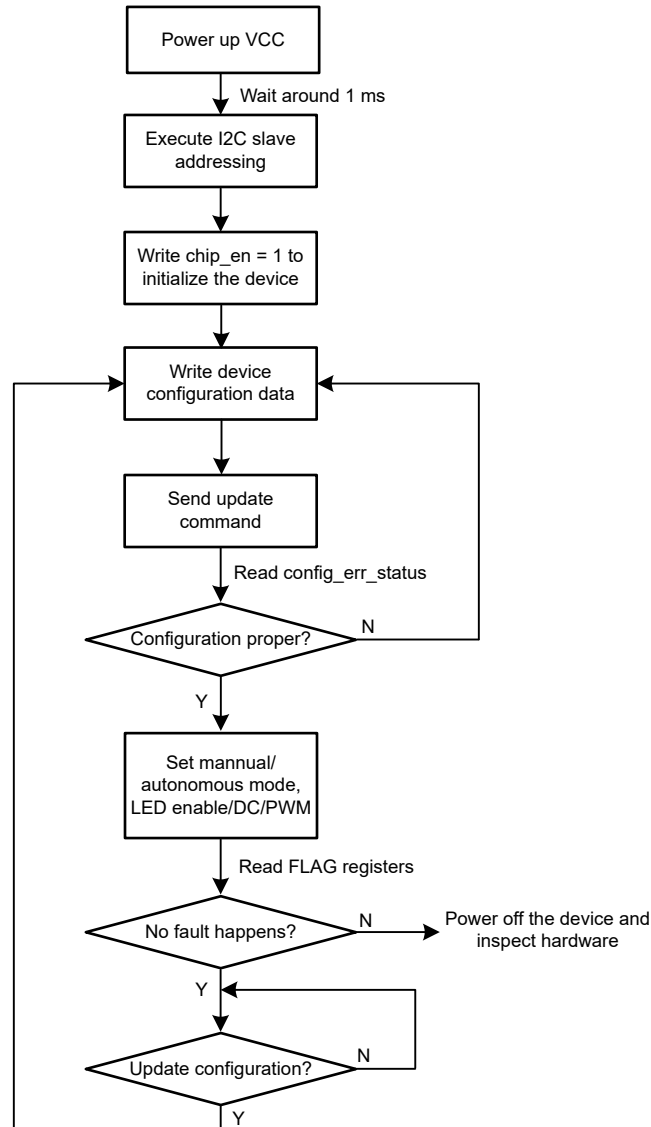 Power up VCC
Wait around 1 ms
Execute I2C slave
addressing
Write chip_en = 1 to
initialize the device
Write device
configuration data
Send update
command
Read config_err_status
Configuration proper?
N
Y
Set mannual/
autonomous mode,
LED enable/DC/PWM
Read FLAG registers
No fault happens?
N
Power off the device and
inspect hardware
Y
Update configuration?
N
Y